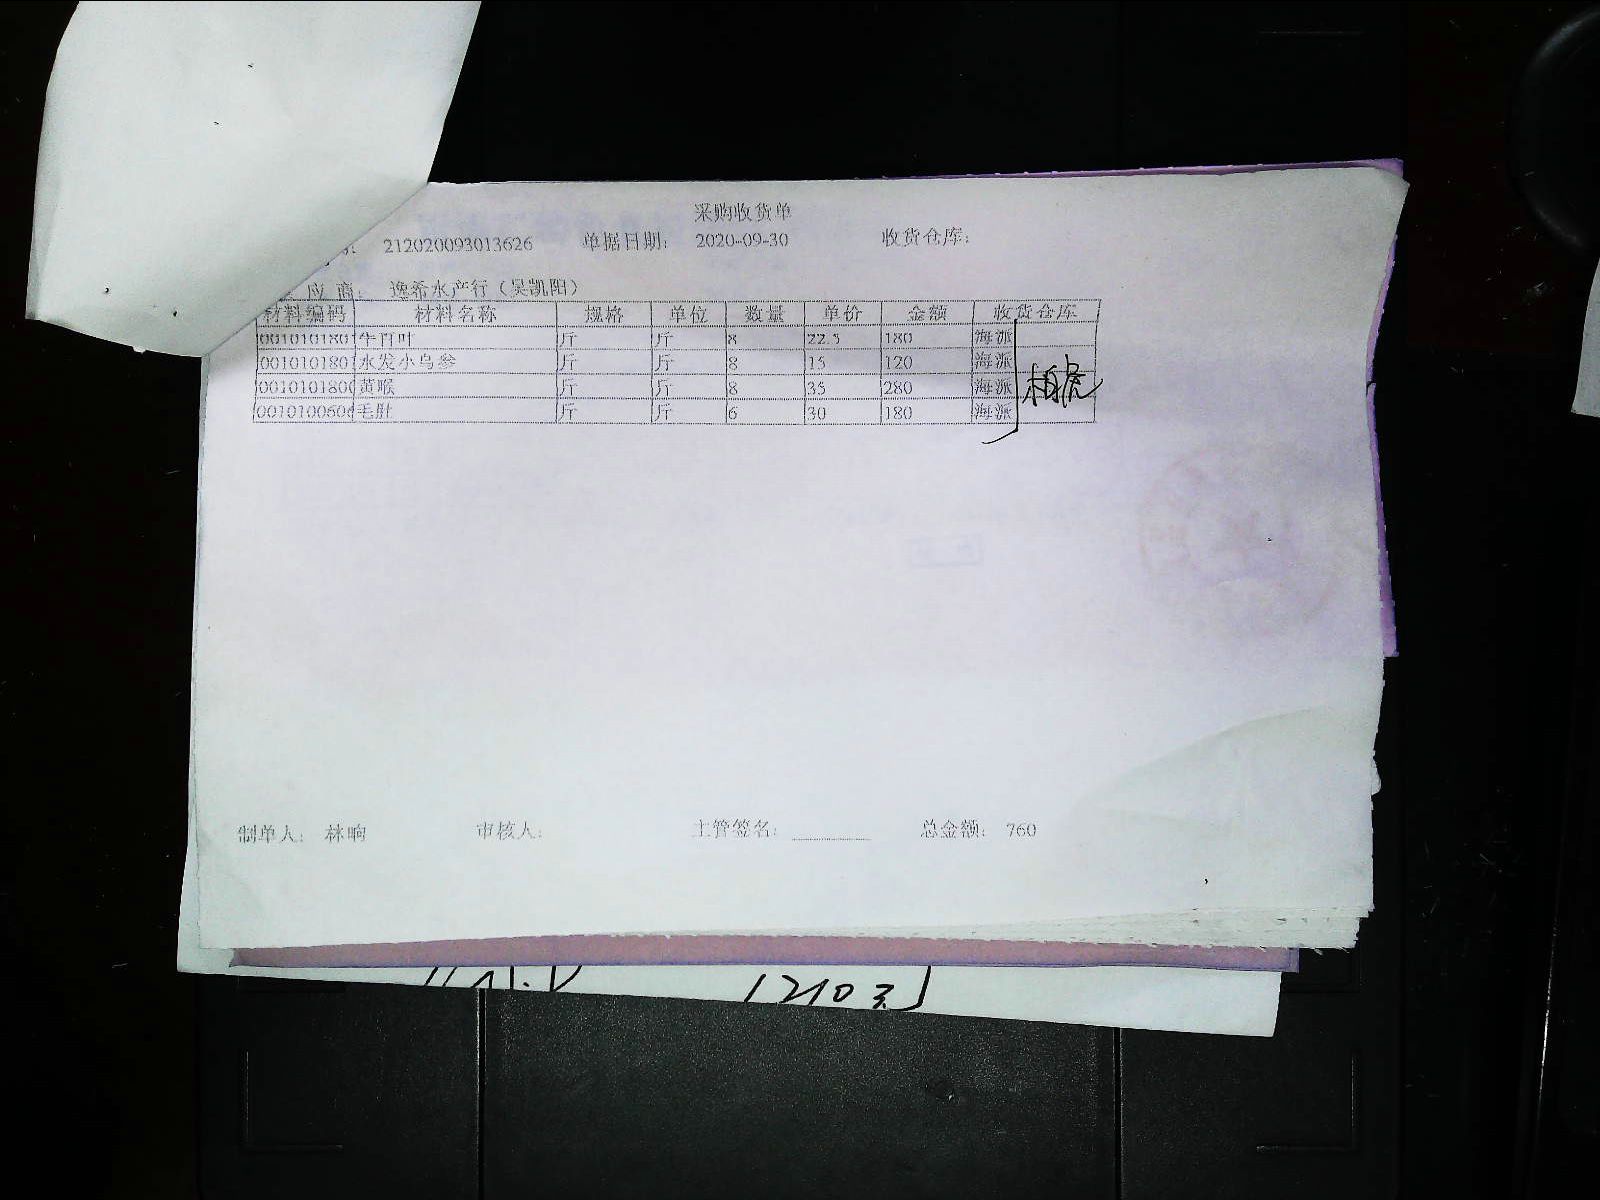 采购收货单
212020093013626 单据日期： 2020-09-30 收货仓库：
应 商： 逸希水产行（吴凯阳）
材料编码 材料名称 规格 单位 数量 单价 金额 收货仓库
001010180 牛百叶 斤 斤 8 22.5 180 海派
001010180 水发小乌参 斤 斤 8 15 120 海派
001010180 黄喉 斤 斤 8 35 280 海派
001010060 毛肚 斤 斤 6 30 180 海派
制单人： 林响 审核人： 主管签名： 总金额： 760